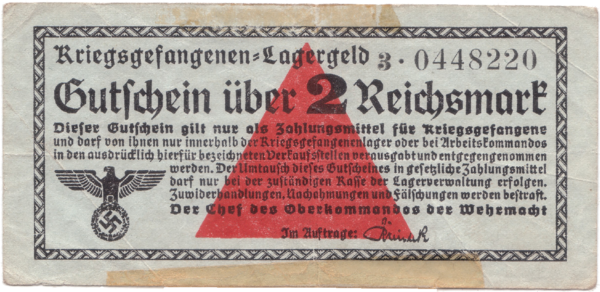 Kriegsgefangenen-Lagergeld 3 · 0448220
Gutschein über 2 Reichsmark
Dieser Gutschein gilt nur als Zahlungsmittel für Kriegsgefangene
und darf von ihnen nur innerhalb der Kriegsgefangenenlager oder bei Arbeitskommandos
in den ausdrücklich hierfür bezeichneten Verkaufsstellen verausgabt und entgegengenommen
werden. Der Umtausch dieses Gutscheines in gesetzliche Zahlungsmittel
darf nur bei der zuständigen Kasse der Lagerverwaltung erfolgen.
Zuwiderhandlungen, Nachahmungen und Fälschungen werden bestraft.
Der Chef des Oberkommandos der Wehrmacht
Im Auftrage: